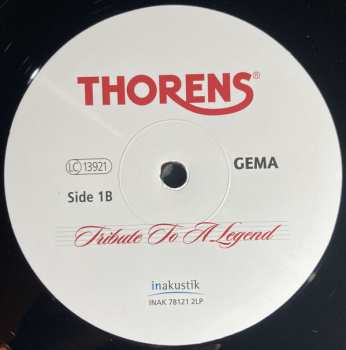 THORENS®
LC 13921
GEMA
Side 1B
Tribute To A Legend
inakustik
INAK 78121 2LP